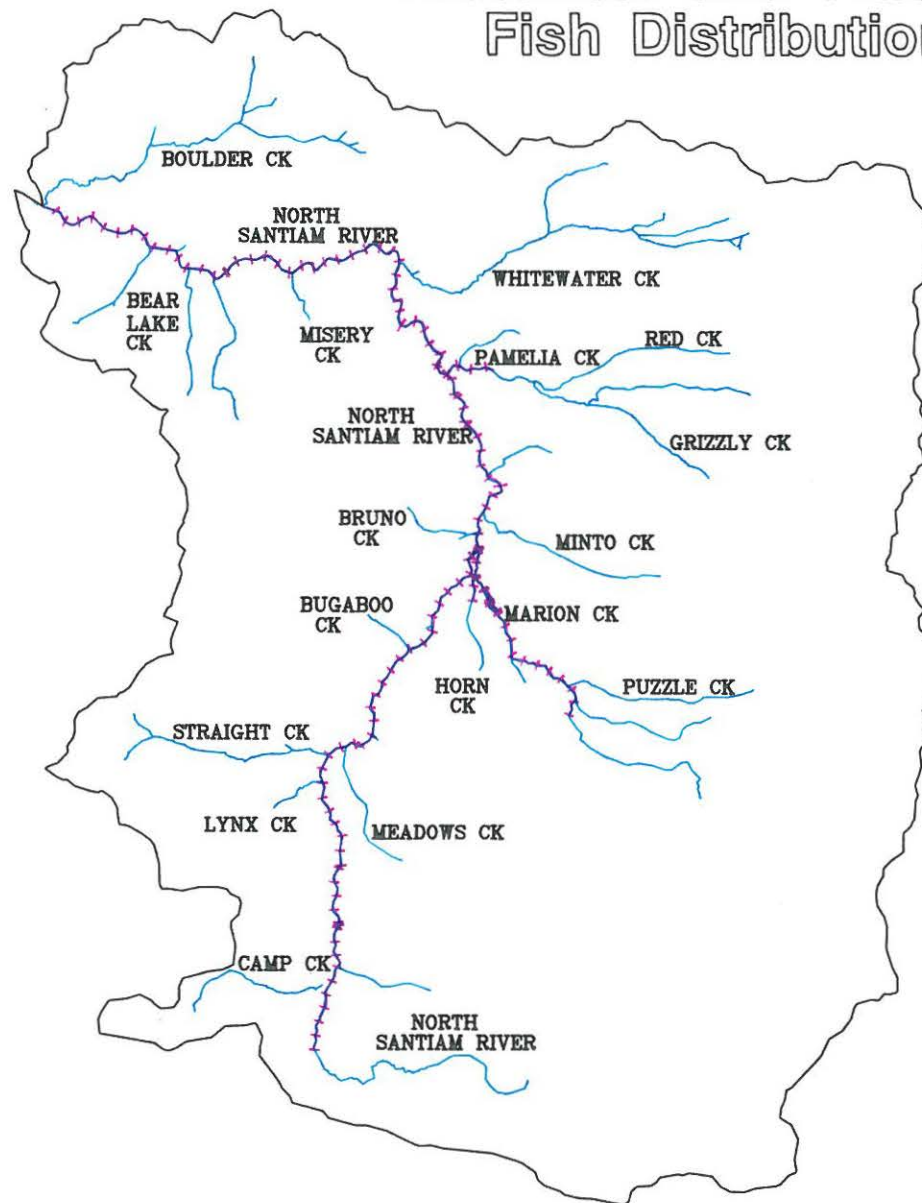 Fish Distribution
BOULDER CK
NORTH
SANTIAM RIVER
WHITEWATER CK
BEAR
LAKE
CK
MISERY
CK
RED CK
PAMELIA CK
NORTH
SANTIAM RIVER
GRIZZLY CK
BRUNO
CK
MINTO CK
BUGABOO
CK
MARION CK
HORN
CK
PUZZLE CK
STRAIGHT CK
LYNX CK
MEADOWS CK
CAMP CK
NORTH
SANTIAM RIVER